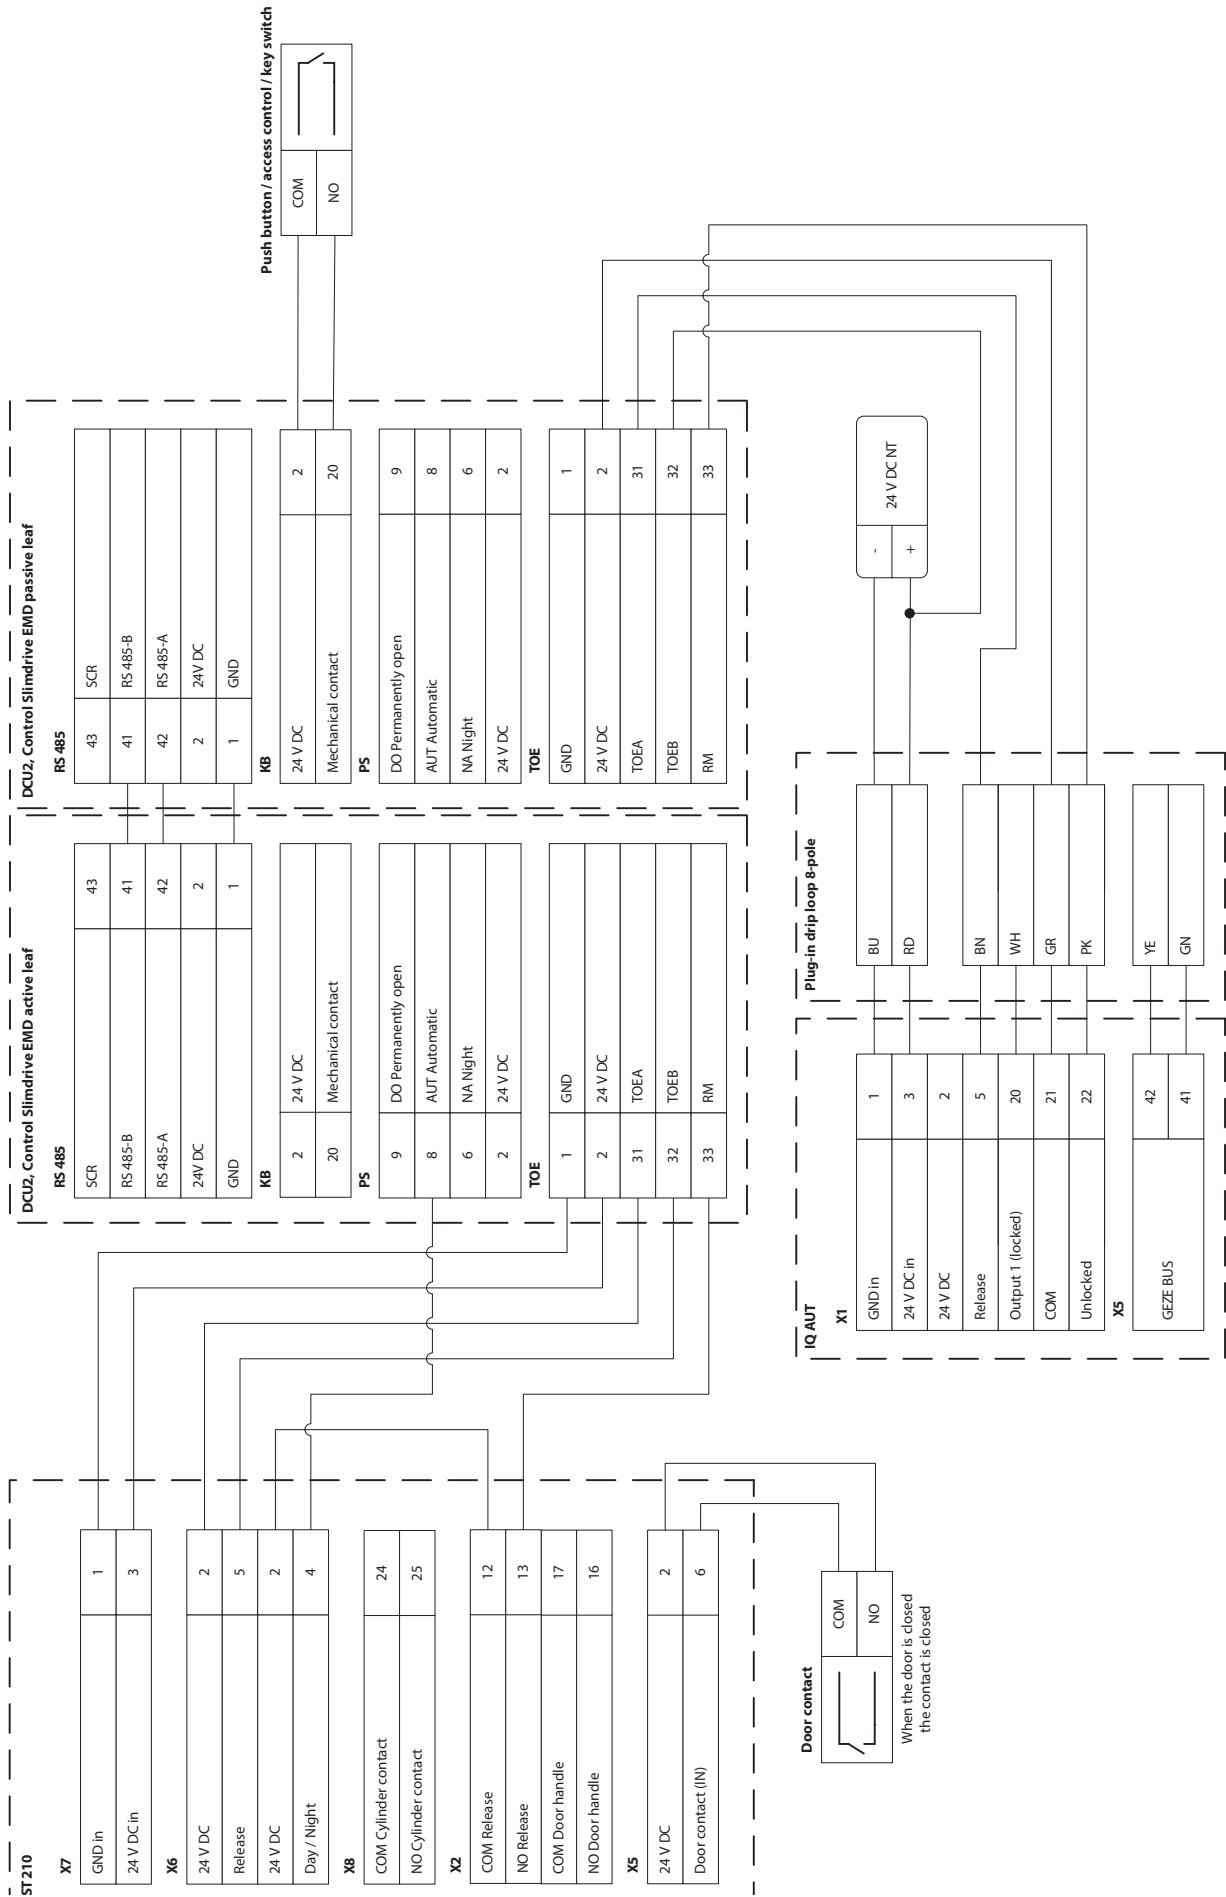 ST 210
X7
GND in 1
24 V DC in 3
X6
24 V DC 2
Release 5
24 V DC 2
Day / Night 4
X8
COM Cylinder contact 24
NO Cylinder contact 25
X2
COM Release 12
NO Release 13
COM Door handle 17
NO Door handle 16
X5
24 V DC 2
Door contact (IN) 6
Door contact
COM
NO
When the door is closed
the contact is closed
DCU2, Control Slimdrive EMD active leaf
RS 485
SCR 43
RS 485-B 41
RS 485-A 42
24V DC 2
GND 1
KB
2 24 V DC
20 Mechanical contact
PS
9 DO Permanently open
8 AUT Automatic
6 NA Night
2 24 V DC
TOE
1 GND
2 24 V DC
31 TOEA
32 TOEB
33 RM
DCU2, Control Slimdrive EMD passive leaf
RS 485
43 SCR
41 RS 485-B
42 RS 485-A
2 24V DC
1 GND
KB
24 V DC 2
Mechanical contact 20
PS
DO Permanently open 9
AUT Automatic 8
NA Night 6
24 V DC 2
TOE
GND 1
24 V DC 2
TOEA 31
TOEB 32
RM 33
Push button / access control / key switch
COM
NO
IQ AUT
X1
GND in 1
24 V DC in 3
24 V DC 2
Release 5
Output 1 (locked) 20
COM 21
Unlocked 22
X5
GEZE BUS
42
41
Plug-in drip loop 8-pole
BU
RD
BN
WH
GR
PK
YE
GN
-
+
24 V DC NT